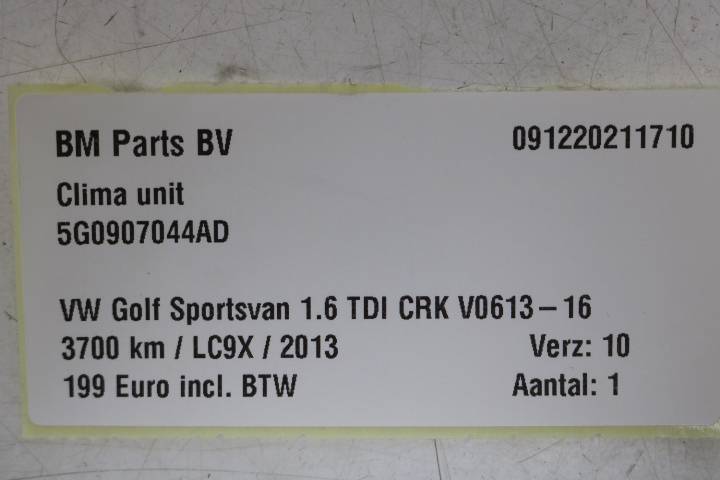 BM Parts BV 091220211710
Clima unit
5G0907044AD
VW Golf Sportsvan 1.6 TDI CRK V0613 – 16
3700 km / LC9X / 2013 Verz: 10
199 Euro incl. BTW Aantal: 1